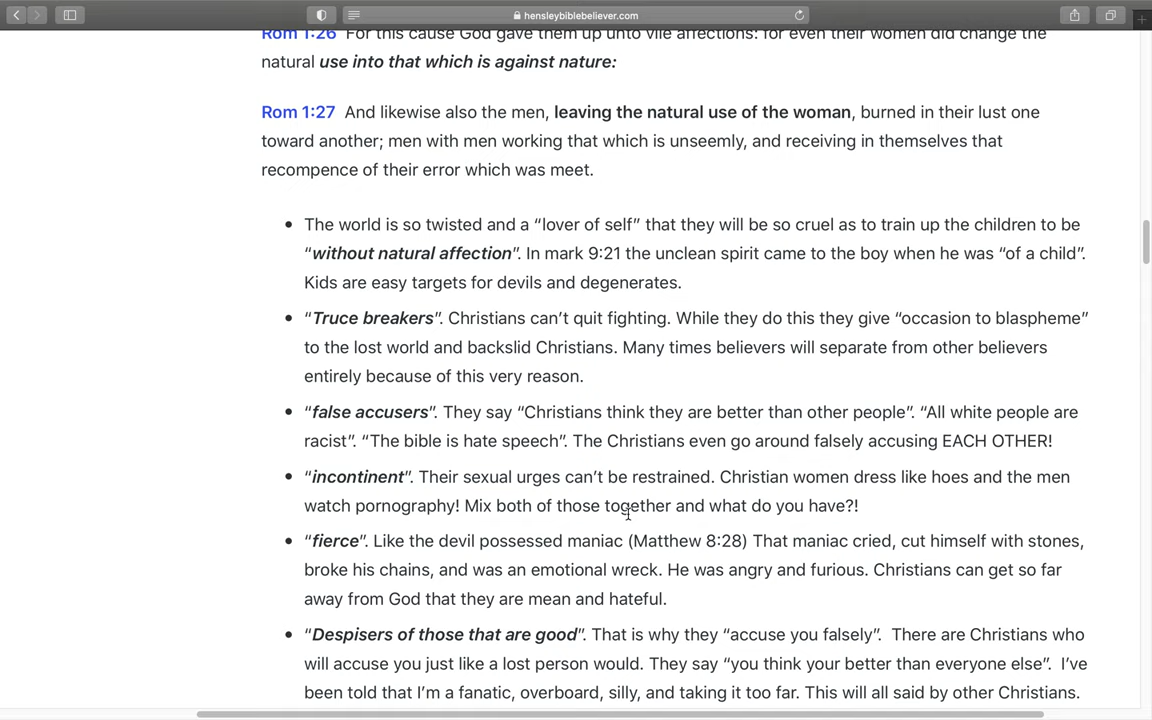 hensleybiblebeliever.com
Rom 1:26 For this cause God gave them up unto vile affections: for even their women did change the
natural use into that which is against nature:
Rom 1:27 And likewise also the men, leaving the natural use of the woman, burned in their lust one
toward another; men with men working that which is unseemly, and receiving in themselves that
recompence of their error which was meet.
The world is so twisted and a “lover of self” that they will be so cruel as to train up the children to be
“without natural affection”. In mark 9:21 the unclean spirit came to the boy when he was “of a child”.
Kids are easy targets for devils and degenerates.
“Truce breakers”. Christians can’t quit fighting. While they do this they give “occasion to blaspheme”
to the lost world and backslid Christians. Many times believers will separate from other believers
entirely because of this very reason.
“false accusers”. They say “Christians think they are better than other people”. “All white people are
racist”. “The bible is hate speech”. The Christians even go around falsely accusing EACH OTHER!
“incontinent”. Their sexual urges can’t be restrained. Christian women dress like hoes and the men
watch pornography! Mix both of those together and what do you have?!
“fierce”. Like the devil possessed maniac (Matthew 8:28) That maniac cried, cut himself with stones,
broke his chains, and was an emotional wreck. He was angry and furious. Christians can get so far
away from God that they are mean and hateful.
“Despisers of those that are good”. That is why they “accuse you falsely”. There are Christians who
will accuse you just like a lost person would. They say “you think your better than everyone else”. I’ve
been told that I’m a fanatic, overboard, silly, and taking it too far. This will all said by other Christians.